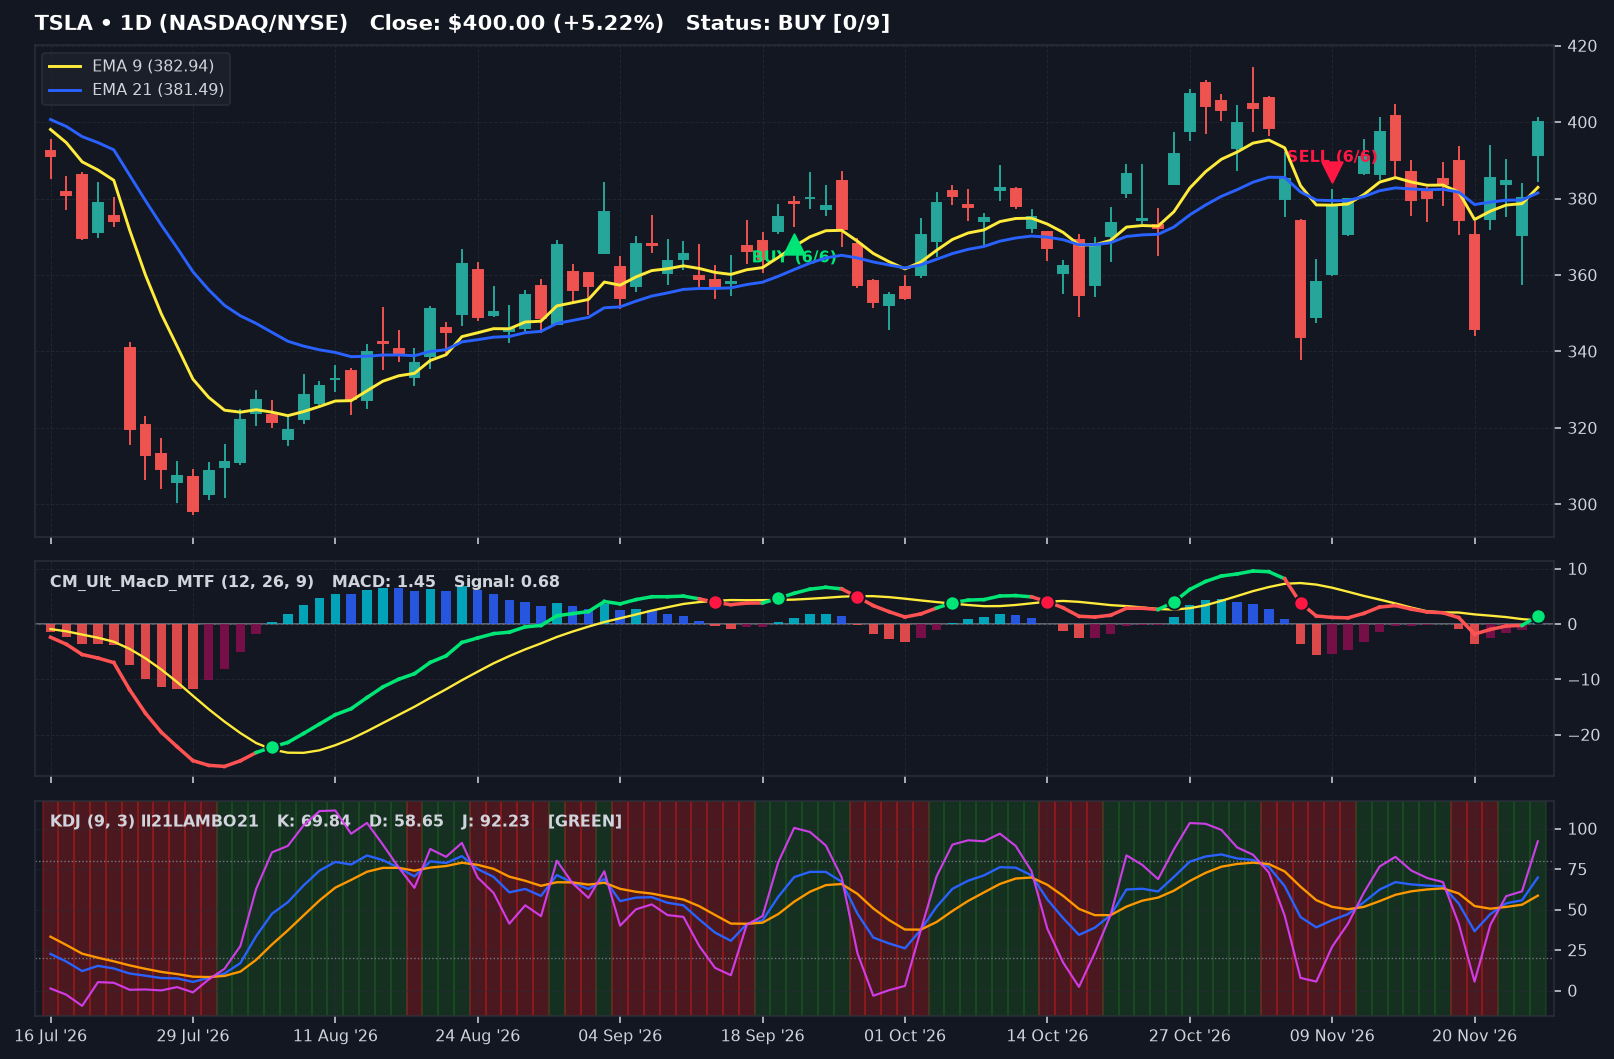 TSLA • 1D (NASDAQ/NYSE)   Close: $400.00 (+5.22%)   Status: BUY [0/9]
EMA 9 (382.94)
EMA 21 (381.49)
420
400
380
360
340
320
300
SELL (6/6)
BUY (6/6)
CM_Ult_MacD_MTF (12, 26, 9)   MACD: 1.45   Signal: 0.68
10
0
−10
−20
KDJ (9, 3) ll21LAMBO21   K: 69.84   D: 58.65   J: 92.23   [GREEN]
100
75
50
25
0
16 Jul '26
29 Jul '26
11 Aug '26
24 Aug '26
04 Sep '26
18 Sep '26
01 Oct '26
14 Oct '26
27 Oct '26
09 Nov '26
20 Nov '26